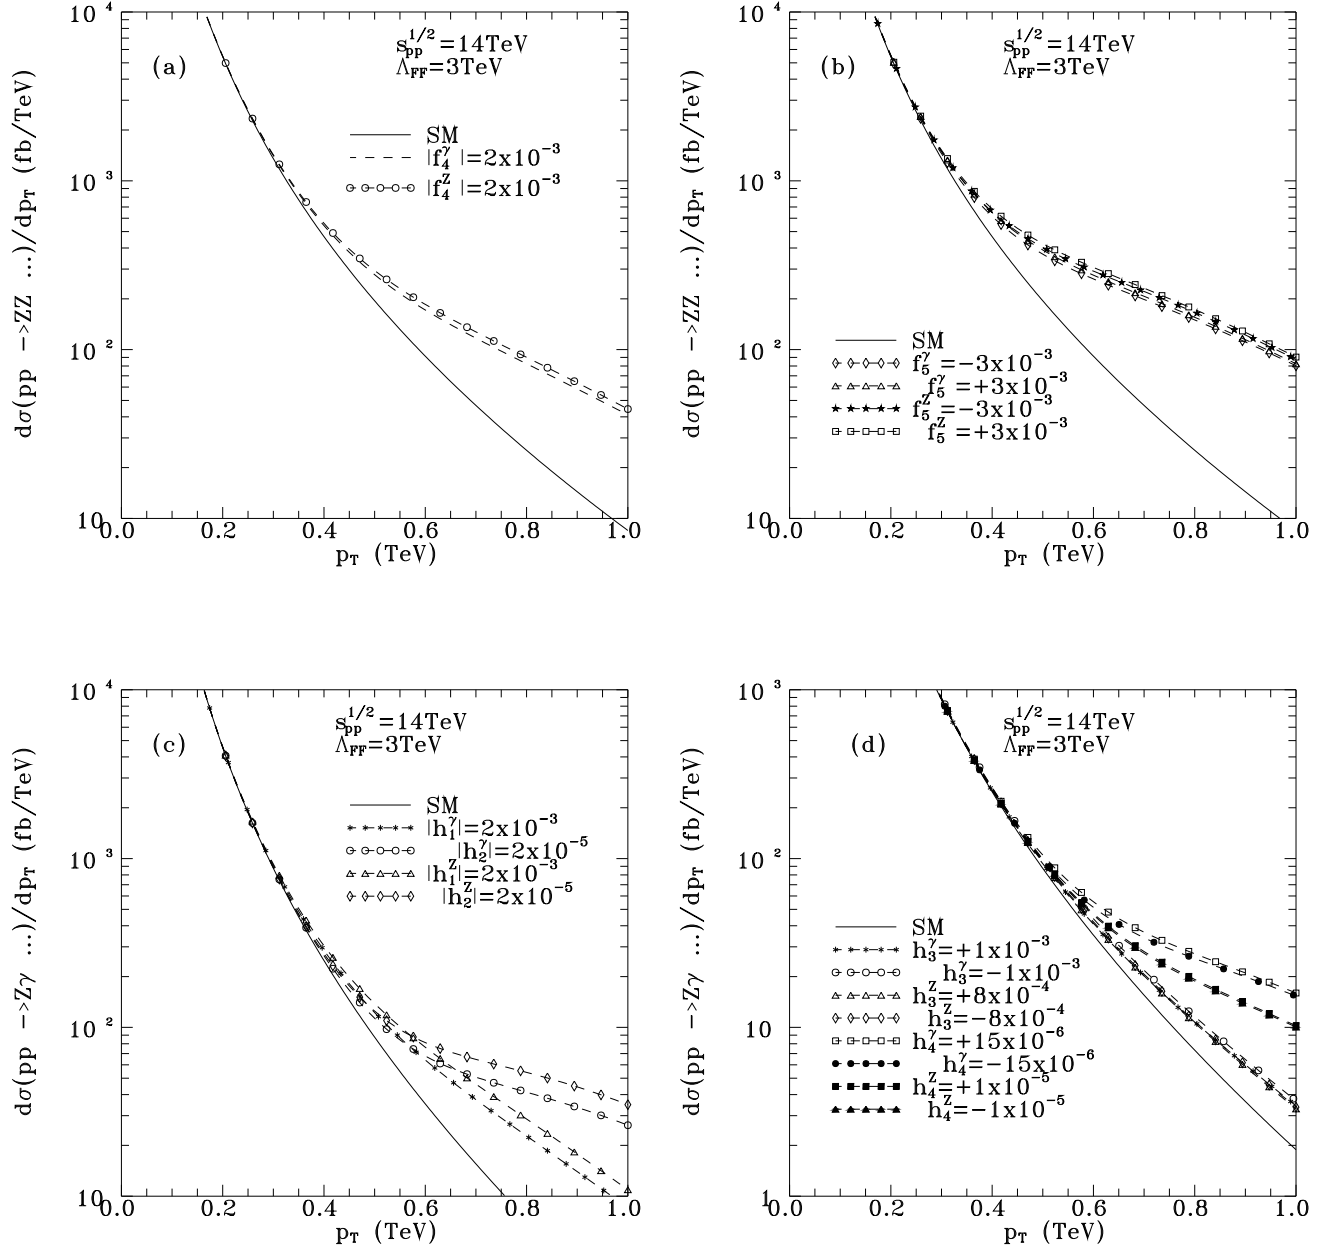 dσ(pp −>ZZ ...)/dp_T (fb/TeV)
(a)
s_pp^{1/2}=14TeV
Λ_FF=3TeV
SM
|f_4^γ |=2x10^{−3}
|f_4^Z |=2x10^{−3}
10^4
10^3
10^2
10
0.0 0.2 0.4 0.6 0.8 1.0
p_T (TeV)
dσ(pp −>ZZ ...)/dp_T (fb/TeV)
(b)
s_pp^{1/2}=14TeV
Λ_FF=3TeV
SM
f_5^γ =−3x10^{−3}
f_5^γ =+3x10^{−3}
f_5^Z =−3x10^{−3}
f_5^Z =+3x10^{−3}
10^4
10^3
10^2
10
0.0 0.2 0.4 0.6 0.8 1.0
p_T (TeV)
dσ(pp −>Zγ ...)/dp_T (fb/TeV)
(c)
s_pp^{1/2}=14TeV
Λ_FF=3TeV
SM
|h_1^γ|=2x10^{−3}
|h_2^γ|=2x10^{−5}
|h_1^Z|=2x10^{−3}
|h_2^Z|=2x10^{−5}
10^4
10^3
10^2
10
0.0 0.2 0.4 0.6 0.8 1.0
p_T (TeV)
dσ(pp −>Zγ ...)/dp_T (fb/TeV)
(d)
s_pp^{1/2}=14TeV
Λ_FF=3TeV
SM
h_3^γ=+1x10^{−3}
h_3^γ=−1x10^{−3}
h_3^Z=+8x10^{−4}
h_3^Z=−8x10^{−4}
h_4^γ=+15x10^{−6}
h_4^γ=−15x10^{−6}
h_4^Z=+1x10^{−5}
h_4^Z=−1x10^{−5}
10^3
10^2
10
1
0.0 0.2 0.4 0.6 0.8 1.0
p_T (TeV)